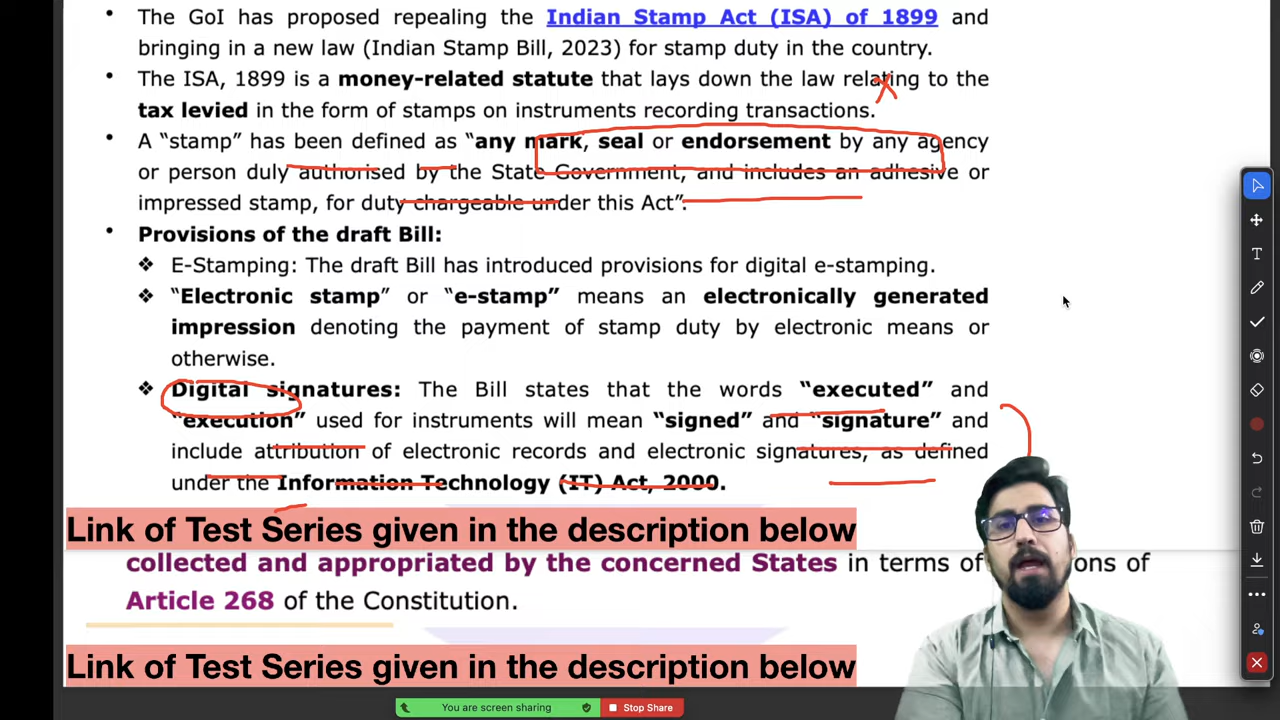 • The GoI has proposed repealing the Indian Stamp Act (ISA) of 1899 and
bringing in a new law (Indian Stamp Bill, 2023) for stamp duty in the country.
• The ISA, 1899 is a money-related statute that lays down the law relating to the
tax levied in the form of stamps on instruments recording transactions.
• A “stamp” has been defined as “any mark, seal or endorsement by any agency
or person duly authorised by the State Government, and includes an adhesive or
impressed stamp, for duty chargeable under this Act”.
• Provisions of the draft Bill:
❖ E-Stamping: The draft Bill has introduced provisions for digital e-stamping.
❖ “Electronic stamp” or “e-stamp” means an electronically generated
impression denoting the payment of stamp duty by electronic means or
otherwise.
❖ Digital signatures: The Bill states that the words “executed” and
“execution” used for instruments will mean “signed” and “signature” and
include attribution of electronic records and electronic signatures, as defined
under the Information Technology (IT) Act, 2000.
Link of Test Series given in the description below
collected and appropriated by the concerned States in terms of ons of
Article 268 of the Constitution.
Link of Test Series given in the description below
You are screen sharing Stop Share